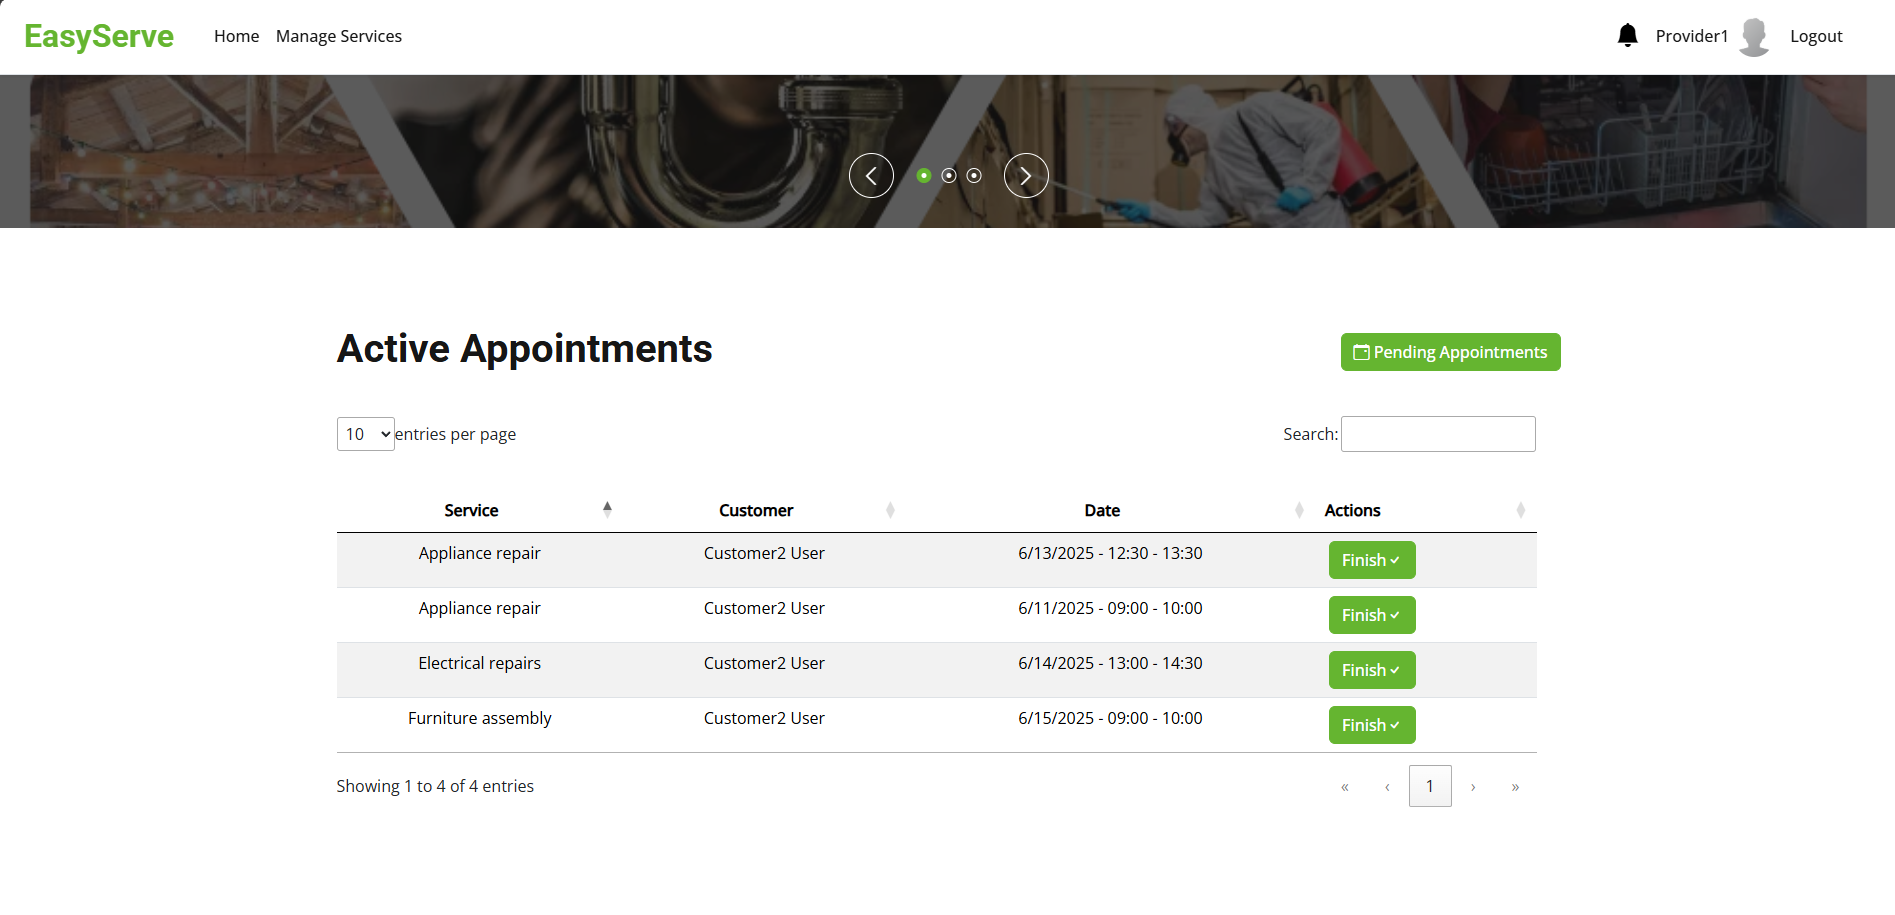 EasyServe Home Manage Services Provider1 Logout
Active Appointments Pending Appointments
10 entries per page Search:
Service Customer Date Actions
Appliance repair Customer2 User 6/13/2025 - 12:30 - 13:30 Finish
Appliance repair Customer2 User 6/11/2025 - 09:00 - 10:00 Finish
Electrical repairs Customer2 User 6/14/2025 - 13:00 - 14:30 Finish
Furniture assembly Customer2 User 6/15/2025 - 09:00 - 10:00 Finish
Showing 1 to 4 of 4 entries « ‹ 1 › »